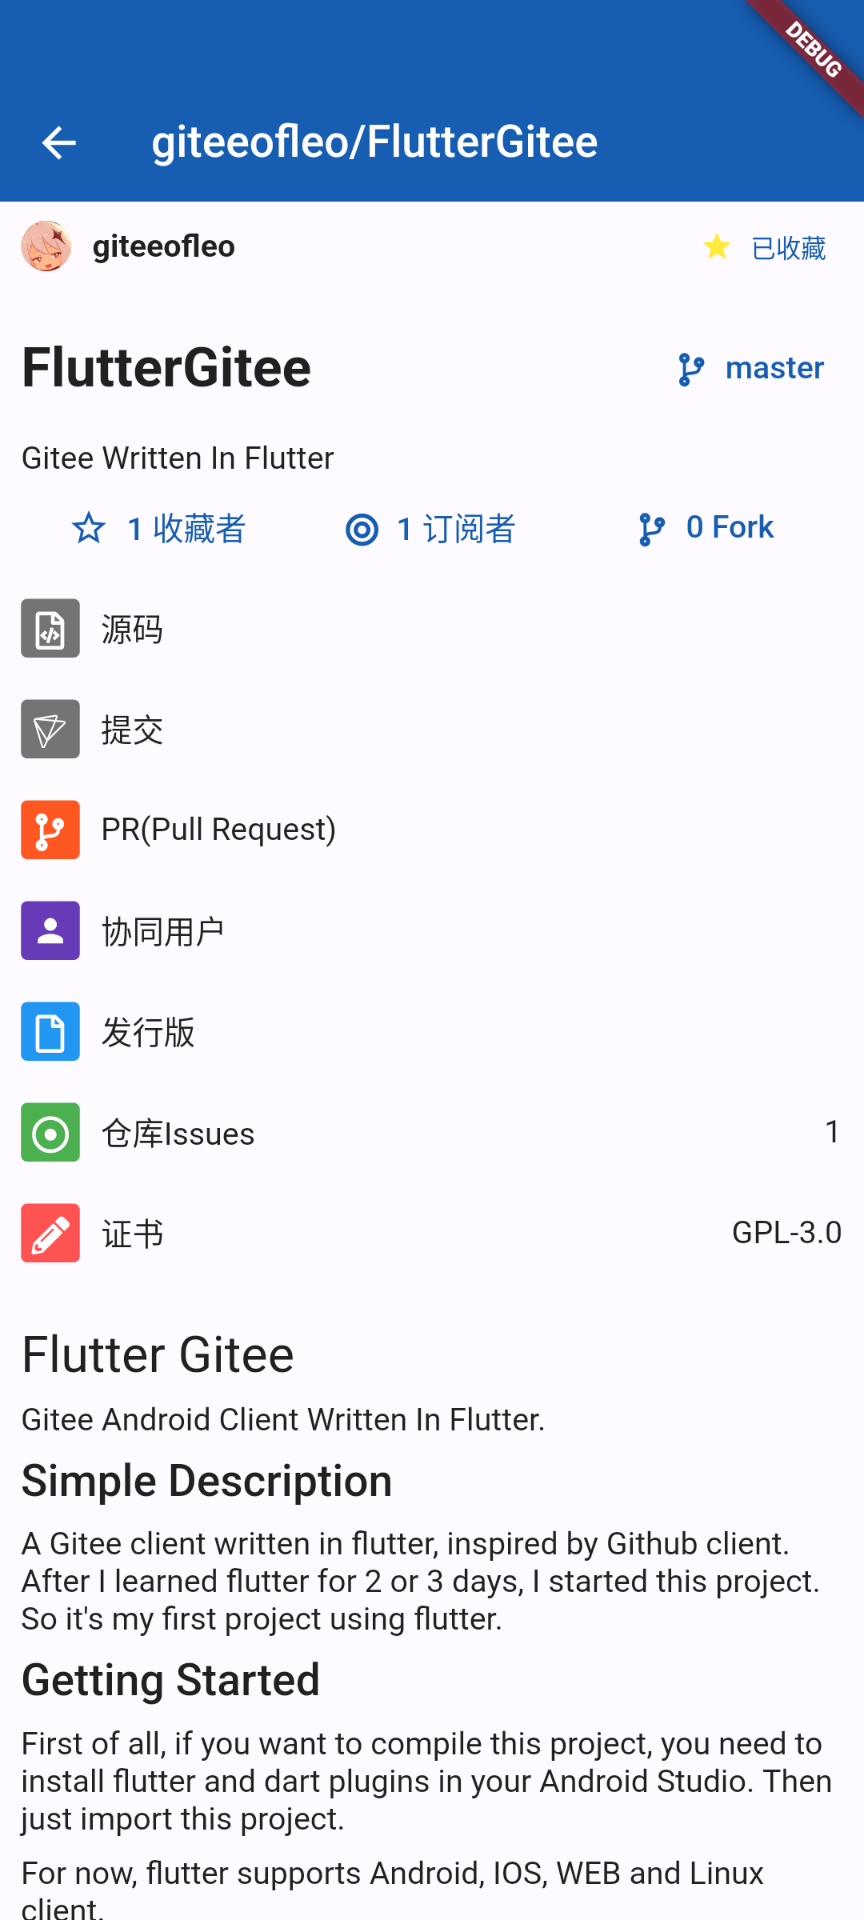 DEBUG
giteeofleo/FlutterGitee
giteeofleo
已收藏
FlutterGitee
master
Gitee Written In Flutter
1 收藏者
1 订阅者
0 Fork
源码
提交
PR(Pull Request)
协同用户
发行版
仓库Issues
1
证书
GPL-3.0
Flutter Gitee
Gitee Android Client Written In Flutter.
Simple Description
A Gitee client written in flutter, inspired by Github client.
After I learned flutter for 2 or 3 days, I started this project.
So it's my first project using flutter.
Getting Started
First of all, if you want to compile this project, you need to
install flutter and dart plugins in your Android Studio. Then
just import this project.
For now, flutter supports Android, IOS, WEB and Linux
client.